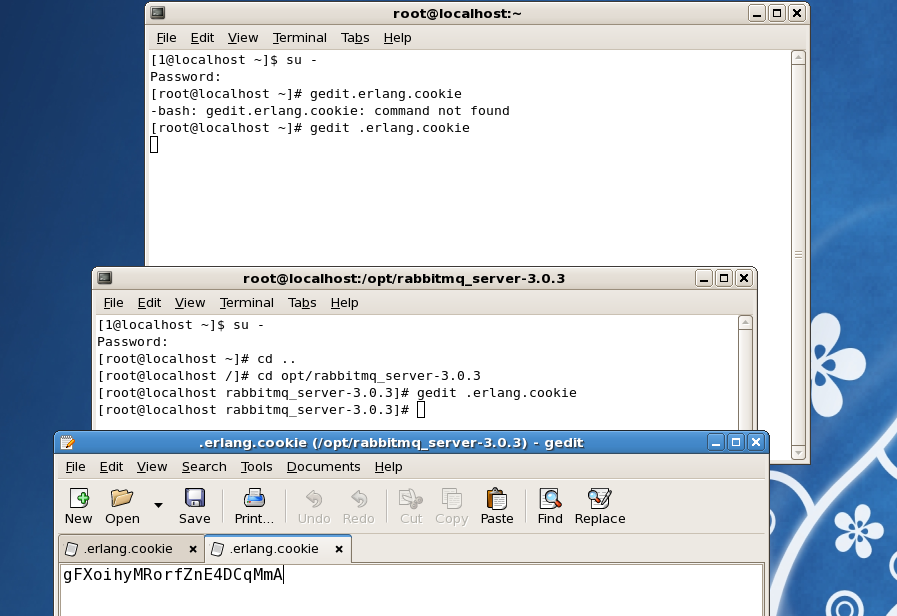 root@localhost:~
File Edit View Terminal Tabs Help
[1@localhost ~]$ su -
Password:
[root@localhost ~]# gedit.erlang.cookie
-bash: gedit.erlang.cookie: command not found
[root@localhost ~]# gedit .erlang.cookie
root@localhost:/opt/rabbitmq_server-3.0.3
File Edit View Terminal Tabs Help
[1@localhost ~]$ su -
Password:
[root@localhost ~]# cd ..
[root@localhost /]# cd opt/rabbitmq_server-3.0.3
[root@localhost rabbitmq_server-3.0.3]# gedit .erlang.cookie
[root@localhost rabbitmq_server-3.0.3]#
.erlang.cookie (/opt/rabbitmq_server-3.0.3) - gedit
File Edit View Search Tools Documents Help
New Open Save Print... Undo Redo Cut Copy Paste Find Replace
.erlang.cookie .erlang.cookie
gFXoihyMRorfZnE4DCqMmA